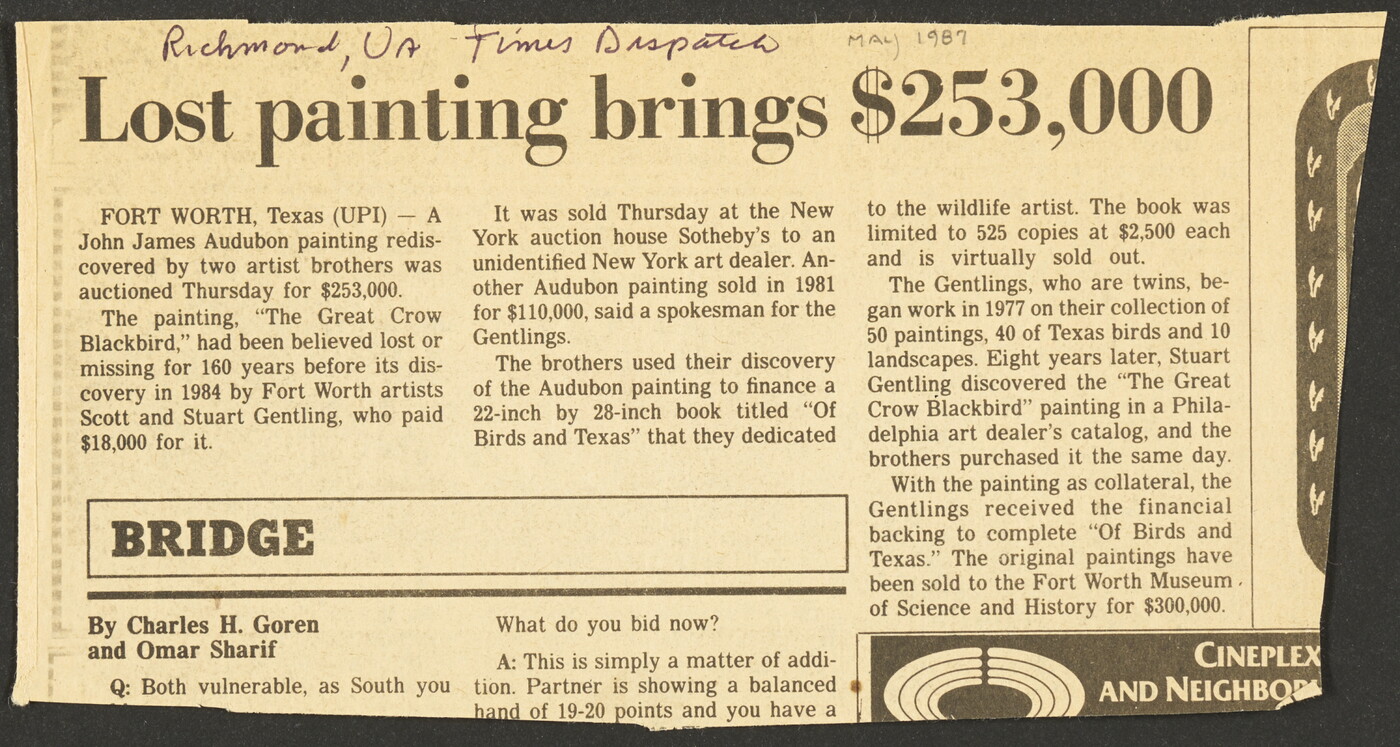 Richmond, VA Times Dispatch MAY 1987
Lost painting brings $253,000
FORT WORTH, Texas (UPI) — A
John James Audubon painting redis-
covered by two artist brothers was
auctioned Thursday for $253,000.
The painting, “The Great Crow
Blackbird,” had been believed lost or
missing for 160 years before its dis-
covery in 1984 by Fort Worth artists
Scott and Stuart Gentling, who paid
$18,000 for it.
It was sold Thursday at the New
York auction house Sotheby's to an
unidentified New York art dealer. An-
other Audubon painting sold in 1981
for $110,000, said a spokesman for the
Gentlings.
The brothers used their discovery
of the Audubon painting to finance a
22-inch by 28-inch book titled “Of
Birds and Texas” that they dedicated
to the wildlife artist. The book was
limited to 525 copies at $2,500 each
and is virtually sold out.
The Gentlings, who are twins, be-
gan work in 1977 on their collection of
50 paintings, 40 of Texas birds and 10
landscapes. Eight years later, Stuart
Gentling discovered the “The Great
Crow Blackbird” painting in a Phila-
delphia art dealer's catalog, and the
brothers purchased it the same day.
With the painting as collateral, the
Gentlings received the financial
backing to complete “Of Birds and
Texas.” The original paintings have
been sold to the Fort Worth Museum
of Science and History for $300,000.
BRIDGE
By Charles H. Goren
and Omar Sharif
Q: Both vulnerable, as South you
What do you bid now?
A: This is simply a matter of addi-
tion. Partner is showing a balanced
hand of 19-20 points and you have a
CINEPLEX
AND NEIGHBOR